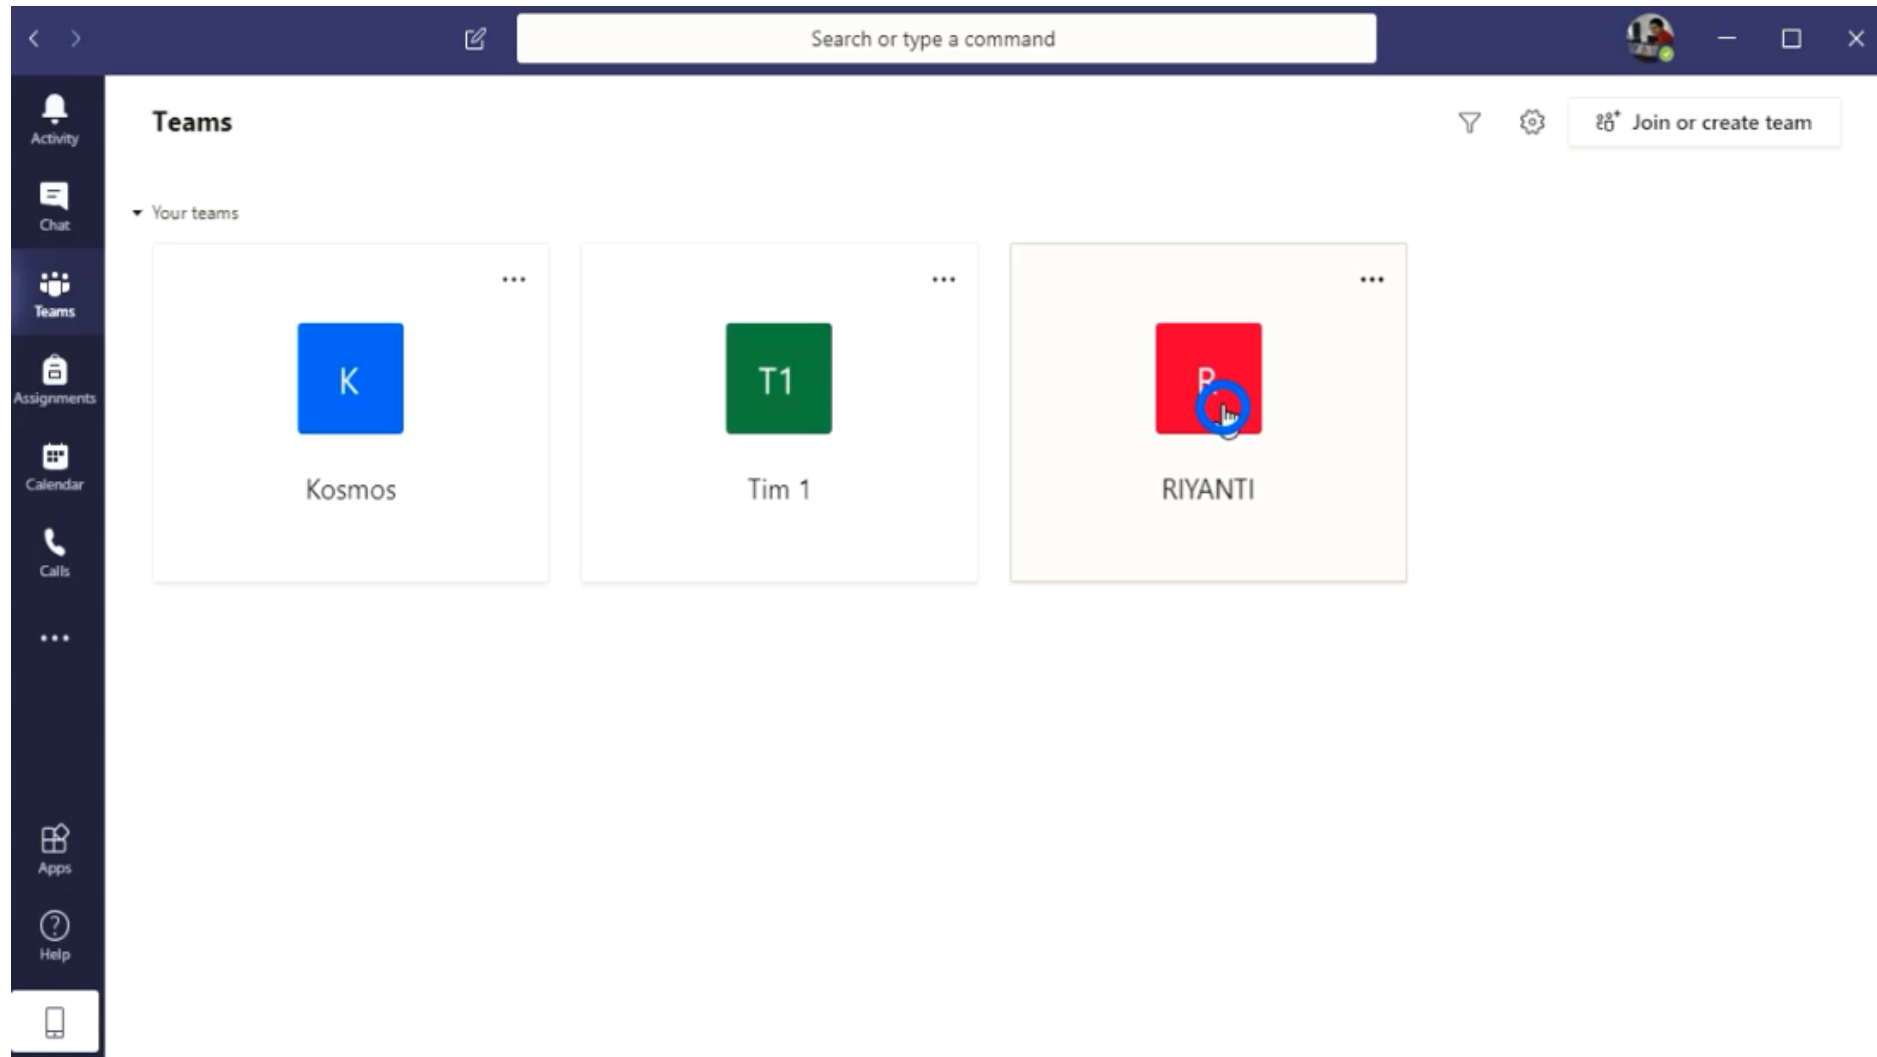 Search or type a command
Activity
Chat
Teams
Assignments
Calendar
Calls
Apps
Help
Teams
Join or create team
Your teams
K
Kosmos
T1
Tim 1
R
RIYANTI